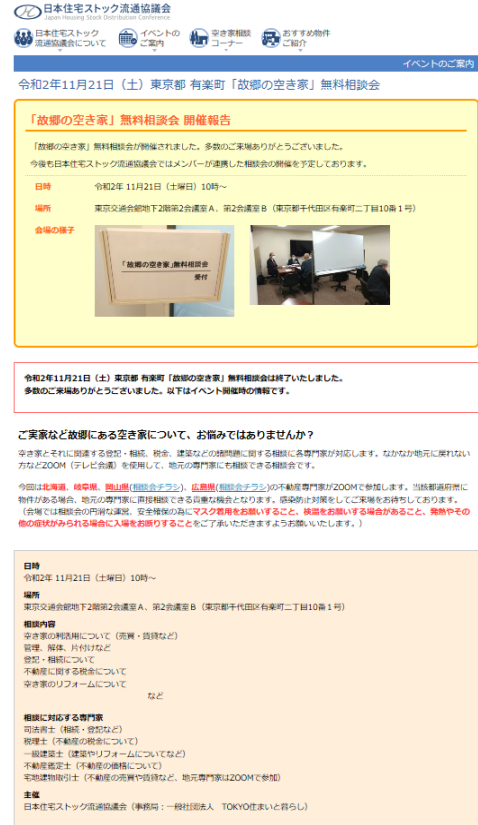 日本住宅ストック流通協議会
Japan Housing Stock Distribution Conference
日本住宅ストック
流通協議会について
イベントの
ご案内
空き家相談
コーナー
おすすめ物件
ご紹介
イベントのご案内
令和2年11月21日（土）東京都 有楽町「故郷の空き家」無料相談会
「故郷の空き家」無料相談会 開催報告
「故郷の空き家」無料相談会が開催されました。多数のご来場ありがとうございました。
今後も日本住宅ストック流通協議会ではメンバーが連携した相談会の開催を予定しております。
日時 令和2年 11月21日（土曜日）10時～
場所 東京交通会館地下2階第2会議室Ａ、第2会議室Ｂ（東京都千代田区有楽町二丁目10番１号）
会場の様子
「故郷の空き家」無料相談会
受付
令和2年11月21日（土）東京都 有楽町「故郷の空き家」無料相談会は終了いたしました。
多数のご来場ありがとうございました。以下はイベント開催時の情報です。
ご実家など故郷にある空き家について、お悩みではありませんか？
空き家とそれに関連する登記・相続、税金、建築などの諸問題に関する相談に各専門家が対応します。なかなか地元に戻れない
方などZOOM（テレビ会議）を使用して、地元の専門家にも相談できる相談会です。
今回は北海道、岐阜県、岡山県(相談会チラシ)、広島県(相談会チラシ)の不動産専門家がZOOMで参加します。当該都道府県に
物件がある場合、地元の専門家に直接相談できる貴重な機会となります。感染防止対策をしてご来場をお待ちしております。
（会場では相談会の円滑な運営、安全確保の為にマスク着用をお願いすること、検温をお願いする場合があること、発熱やその
他の症状がみられる場合に入場をお断りすることをご了承いただきますようお願いいたします。）
日時
令和2年 11月21日（土曜日）10時～
場所
東京交通会館地下2階第2会議室Ａ、第2会議室Ｂ（東京都千代田区有楽町二丁目10番１号）
相談内容
空き家の利活用について（売買・賃貸など）
管理、解体、片付けなど
登記・相続について
不動産に関する税金について
空き家のリフォームについて
など
相談に対応する専門家
司法書士（相続・登記など）
税理士（不動産の税金について）
一級建築士（建築やリフォームについてなど）
不動産鑑定士（不動産の価格について）
宅地建物取引士（不動産の売買や賃貸など、地元専門家はZOOMで参加）
主催
日本住宅ストック流通協議会（事務局：一般社団法人　TOKYO住まいと暮らし）